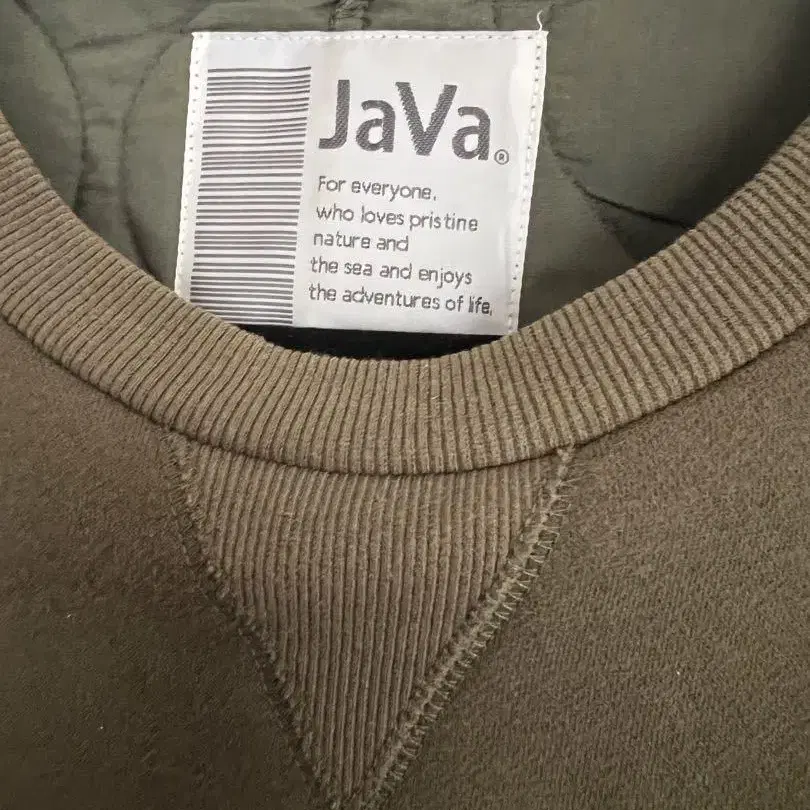 JaVa®
For everyone,
who loves pristine
nature and
the sea and enjoys
the adventures of life,